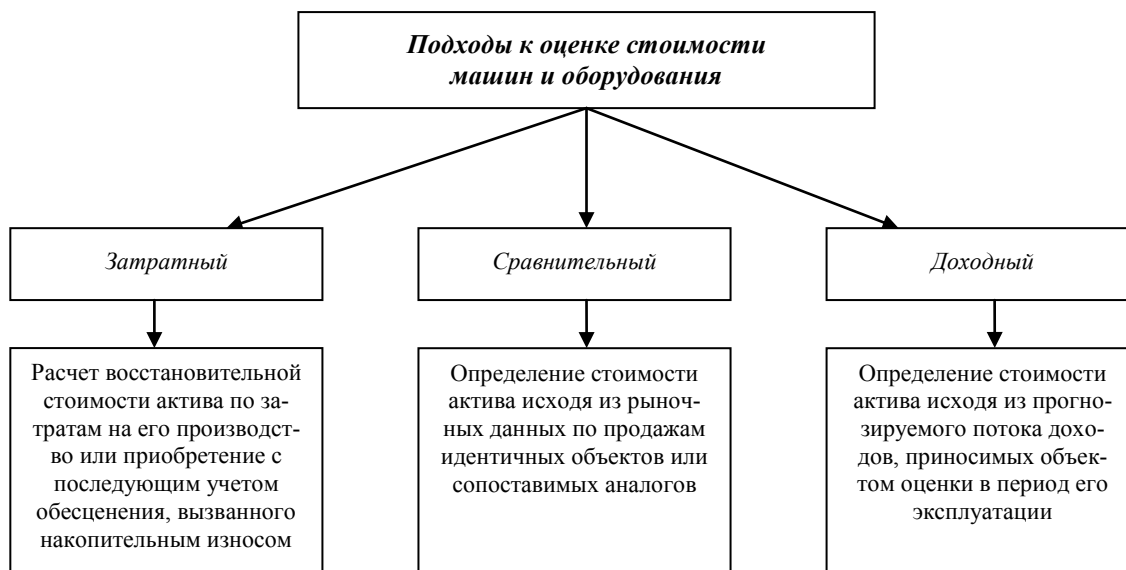 Подходы к оценке стоимости
машин и оборудования
Затратный
Сравнительный
Доходный
Расчет восстановительной
стоимости актива по за-
тратам на его производст-
во или приобретение с
последующим учетом
обесценения, вызванного
накопительным износом
Определение стоимости
актива исходя из рыноч-
ных данных по продажам
идентичных объектов или
сопоставимых аналогов
Определение стоимости
актива исходя из прогно-
зируемого потока дохо-
дов, приносимых объек-
том оценки в период его
эксплуатации